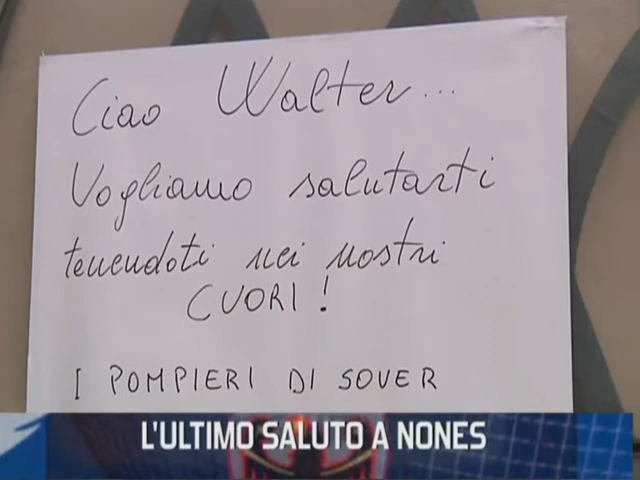 Ciao Walter...
Vogliamo salutarti
tenendoti nei nostri
CUORI!
I POMPIERI DI SOVER
L'ULTIMO SALUTO A NONES